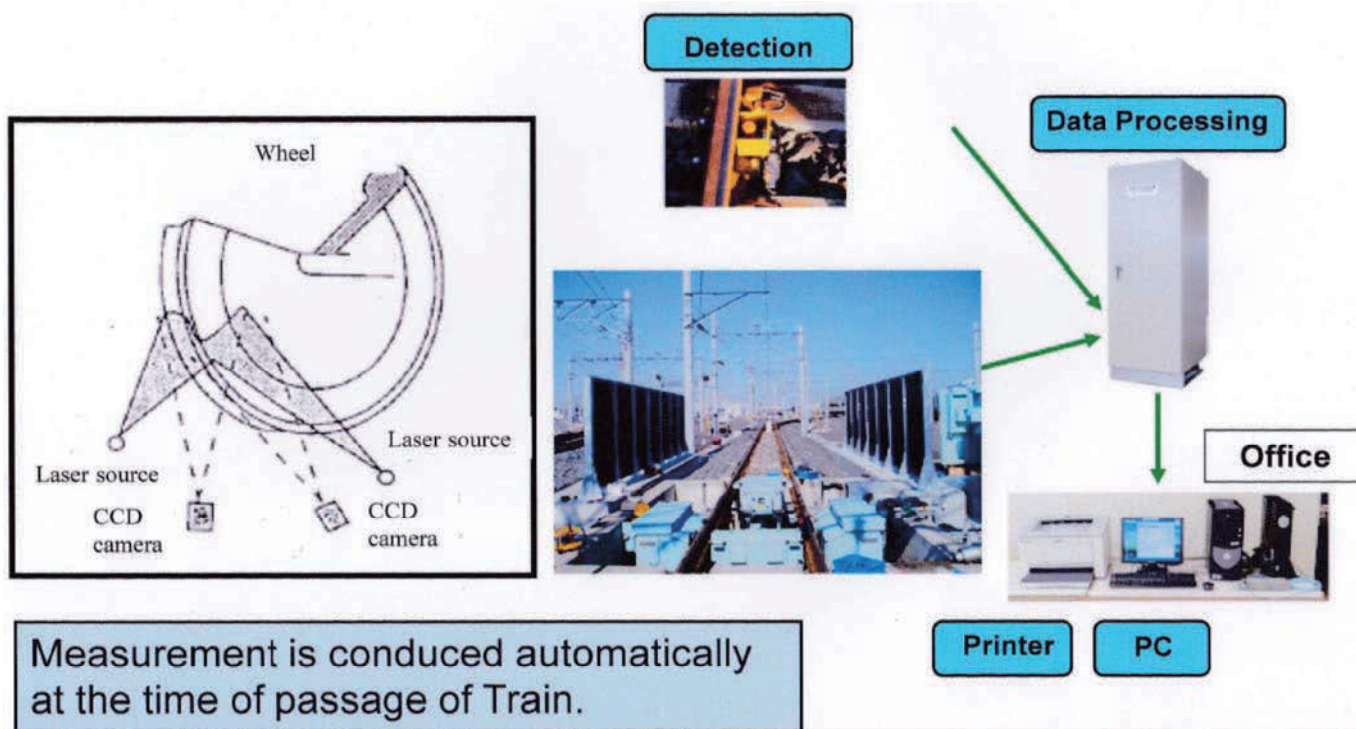 Detection
Data Processing
Wheel
Laser source
Laser source
CCD
camera
CCD
camera
Office
Printer
PC
Measurement is conduced automatically
at the time of passage of Train.